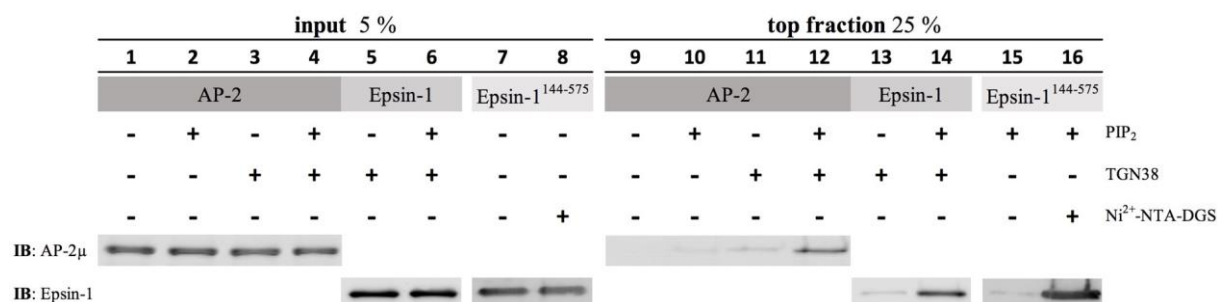 input 5 % top fraction 25 %
1 2 3 4 5 6 7 8 9 10 11 12 13 14 15 16
AP-2 Epsin-1 Epsin-1¹⁴⁴⁻⁵⁷⁵ AP-2 Epsin-1 Epsin-1¹⁴⁴⁻⁵⁷⁵
- + - + - + - - - + - + - + + + PIP₂
- - + + + + - - - - + + + + - - TGN38
- - - - - - - + - - - - - - - + Ni²⁺-NTA-DGS
IB: AP-2µ
IB: Epsin-1